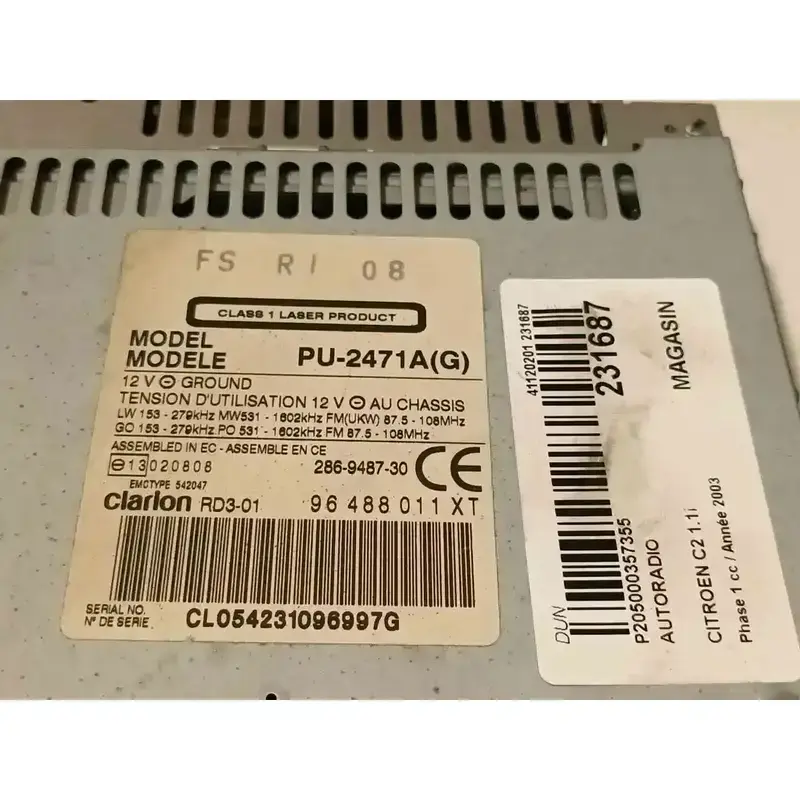 FS RI 08
CLASS 1 LASER PRODUCT
MODEL
MODELE PU-2471A(G)
12 V ⊖ GROUND
TENSION D'UTILISATION 12 V ⊖ AU CHASSIS
LW 153 - 279kHz MW531 - 1602kHz FM(UKW) 87.5 - 108MHz
GO 153 - 279kHz PO 531 - 1602kHz FM 87.5 - 108MHz
ASSEMBLED IN EC - ASSEMBLE EN CE
e13020808 286-9487-30 CE
EMCTYPE 542047
Clarion RD3-01 96 488 011 XT
SERIAL NO.
Nº DE SERIE CL054231096997G
41120201 231687
231687
MAGASIN
DUN
P205000357355
AUTORADIO
CITROEN C2 1.1i
Phase 1 cc / Année 2003